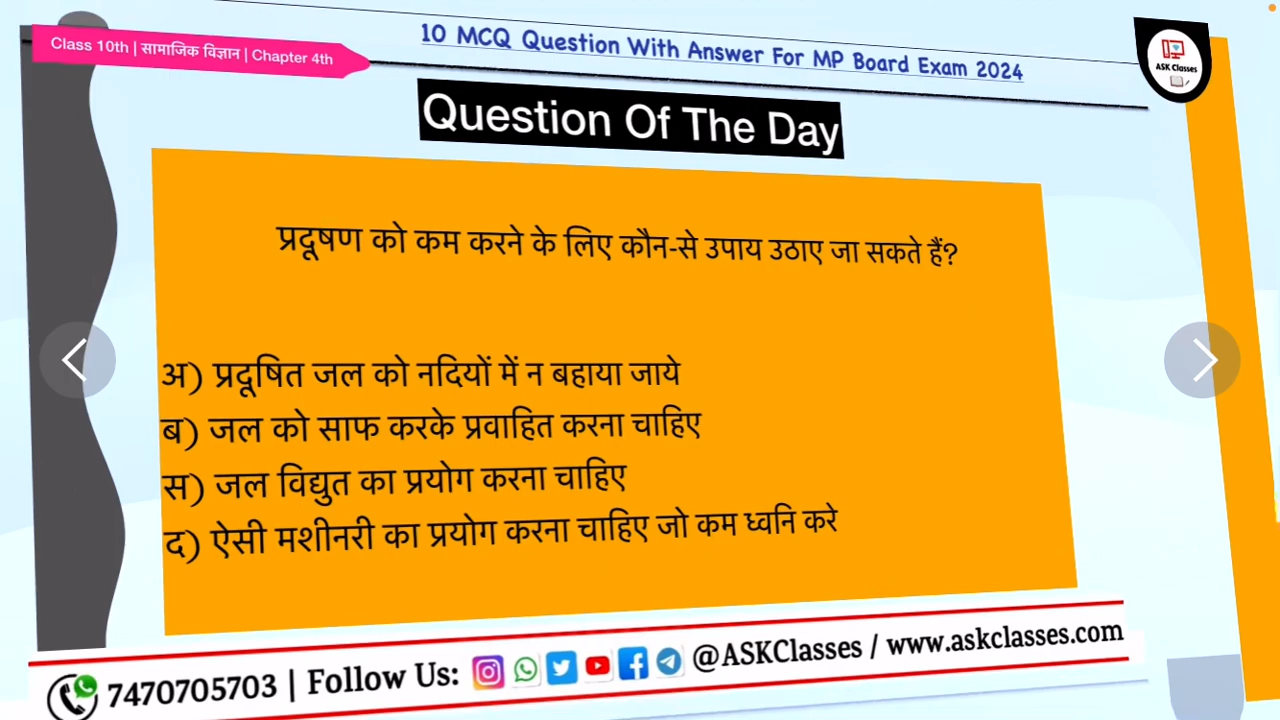 Class 10th | सामाजिक विज्ञान | Chapter 4th
10 MCQ Question With Answer For MP Board Exam 2024
ASK Classes
Question Of The Day
प्रदूषण को कम करने के लिए कौन-से उपाय उठाए जा सकते हैं?
अ) प्रदूषित जल को नदियों में न बहाया जाये
ब) जल को साफ करके प्रवाहित करना चाहिए
स) जल विद्युत का प्रयोग करना चाहिए
द) ऐसी मशीनरी का प्रयोग करना चाहिए जो कम ध्वनि करे
7470705703 | Follow Us: @ASKClasses / www.askclasses.com